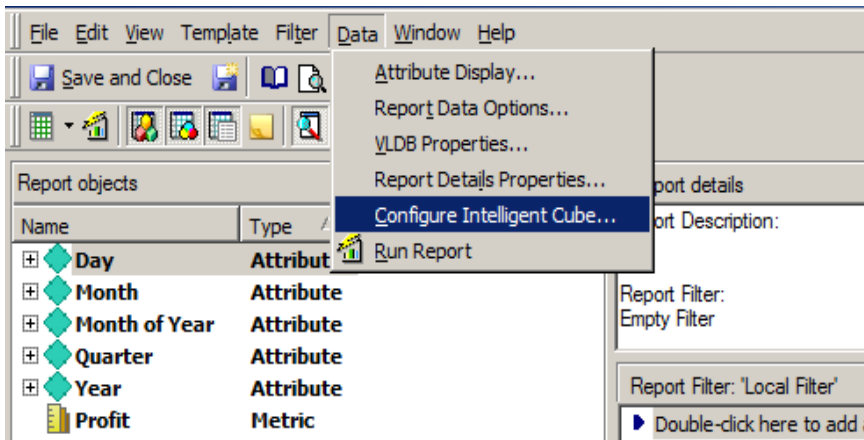 File Edit View Template Filter Data Window Help
Save and Close
Attribute Display...
Report Data Options...
VLDB Properties...
Report Details Properties...
Configure Intelligent Cube...
Run Report
Report objects
Name Type
Day Attribut
Month Attribute
Month of Year Attribute
Quarter Attribute
Year Attribute
Profit Metric
port details
ort Description:
Report Filter:
Empty Filter
Report Filter: 'Local Filter'
Double-click here to add